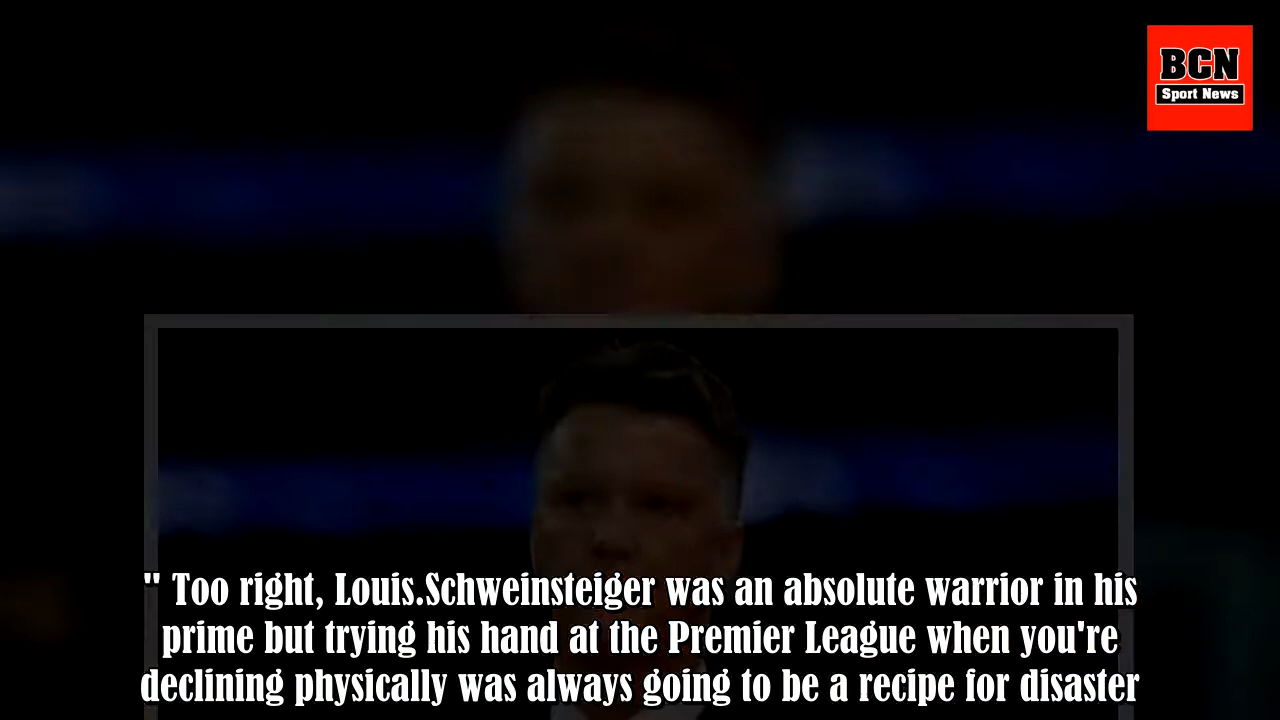 BCN
Sport News
" Too right, Louis.Schweinsteiger was an absolute warrior in his
prime but trying his hand at the Premier League when you're
declining physically was always going to be a recipe for disaster